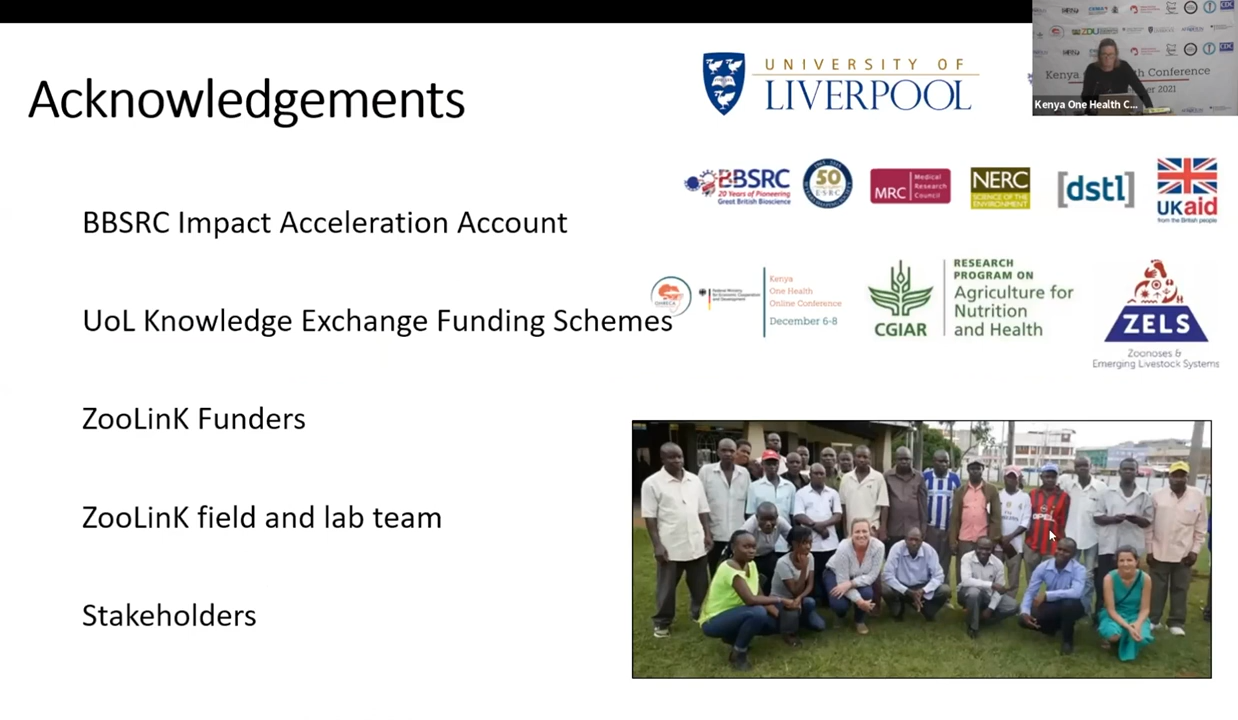 Acknowledgements
UNIVERSITY OF
LIVERPOOL
Kenya One Health C...
BBSRC
20 Years of Pioneering
Great British Bioscience
50
MRC
Medical
Research
Council
NERC
SCIENCE OF THE
ENVIRONMENT
[dstl]
UKaid
from the British people
BBSRC Impact Acceleration Account
UoL Knowledge Exchange Funding Schemes
Kenya
One Health
Online Conference
December 6-8
CGIAR
RESEARCH
PROGRAM ON
Agriculture for
Nutrition
and Health
ZELS
Zoonoses &
Emerging Livestock Systems
ZooLinK Funders
ZooLinK field and lab team
Stakeholders